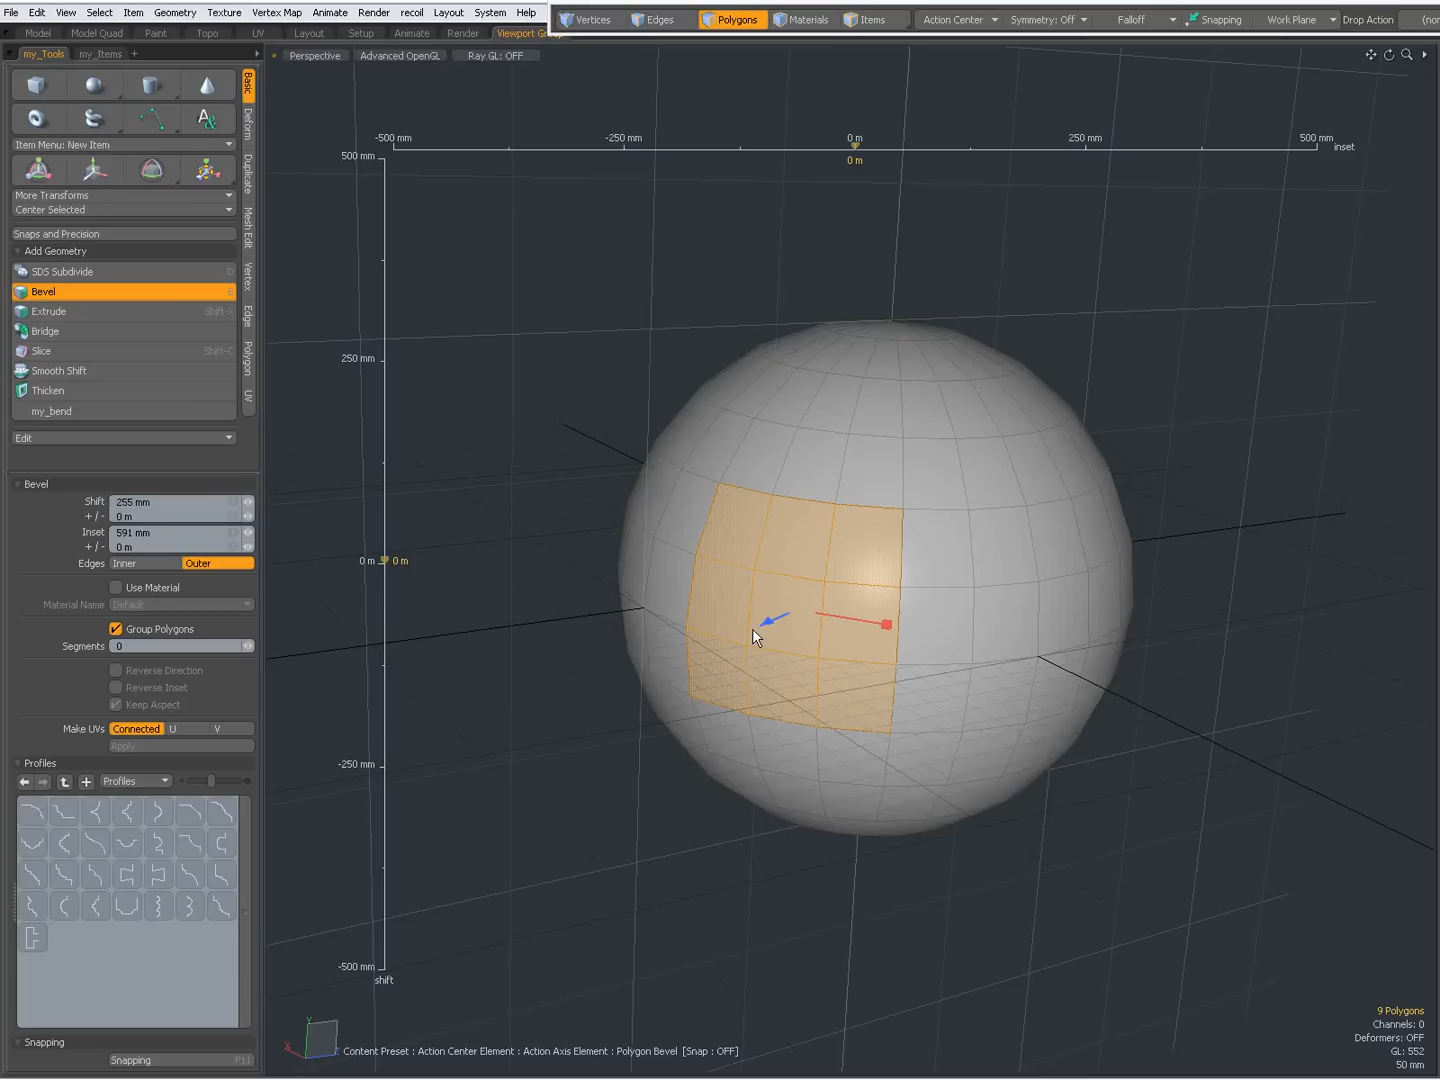 File Edit View Select Item Geometry Texture Vertex Map Animate Render recoil Layout System Help
Vertices Edges Polygons Materials Items Action Center Symmetry: Off Falloff Snapping Work Plane Drop Action (non
Model Model Quad Paint Topo UV Layout Setup Animate Render Viewport Gr
my_Tools my_Items +
Perspective Advanced OpenGL Ray GL: OFF
Basic
Deform
Duplicate
Mesh Edit
Vertex
Edge
Polygon
UV
Item Menu: New Item
More Transforms
Center Selected
Snaps and Precision
Add Geometry
SDS Subdivide D
Bevel B
Extrude Shift-X
Bridge
Slice Shift-C
Smooth Shift
Thicken
my_bend
Edit
Bevel
Shift 255 mm
+ / - 0 m
Inset 591 mm
+ / - 0 m
Edges Inner Outer
Use Material
Material Name Default
Group Polygons
Segments 0
Reverse Direction
Reverse Inset
Keep Aspect
Make UVs Connected U V
Apply
Profiles
Profiles
Snapping
Snapping F11
-500 mm -250 mm 0 m 250 mm 500 mm
inset
0 m
500 mm
250 mm
0 m 0 m
-250 mm
-500 mm
shift
Y
X
Z
Content Preset : Action Center Element : Action Axis Element : Polygon Bevel [Snap : OFF]
9 Polygons
Channels: 0
Deformers: OFF
GL: 552
50 mm